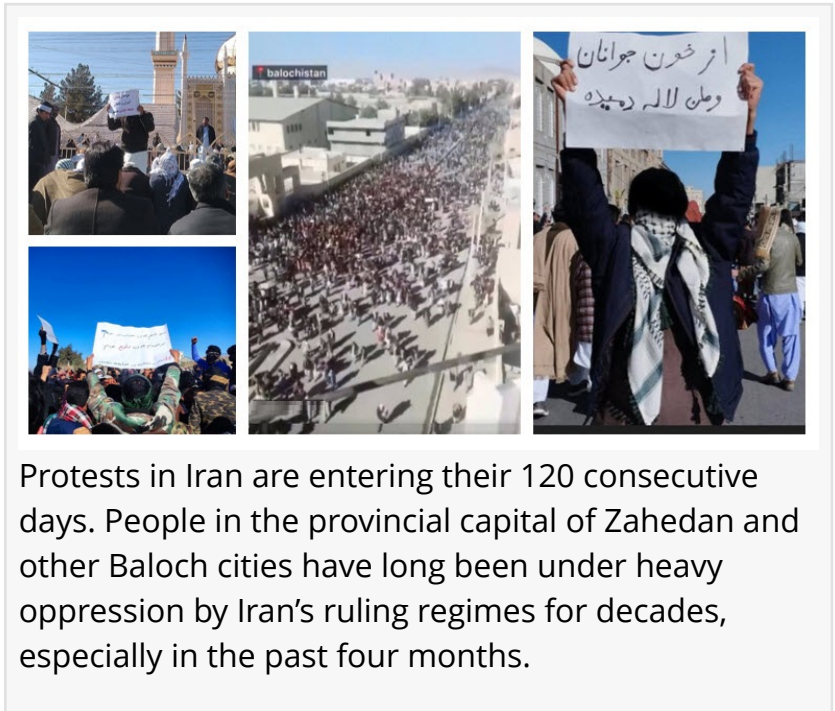 balochistan
از خون جوانان
وطن لاله دمیده
Protests in Iran are entering their 120 consecutive
days. People in the provincial capital of Zahedan and
other Baloch cities have long been under heavy
oppression by Iran’s ruling regimes for decades,
especially in the past four months.